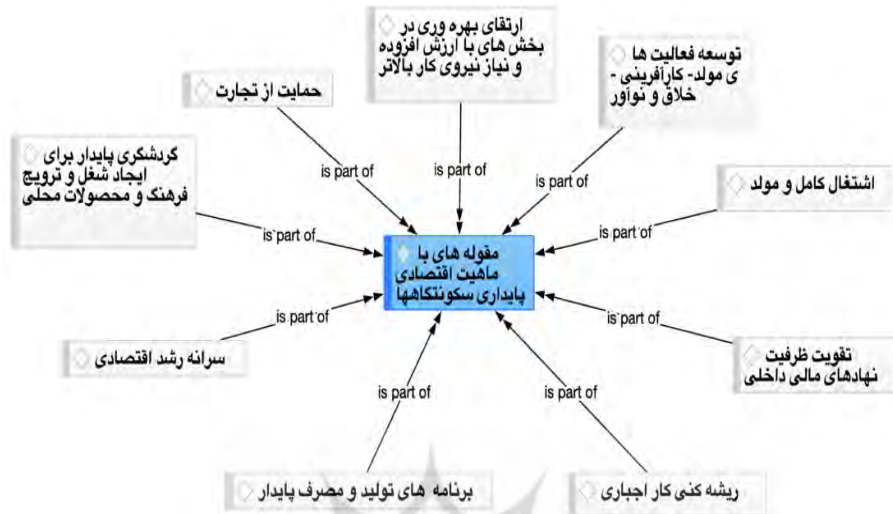 ارتقای بهره وری در
بخش های با ارزش افزوده
و نیاز نیروی کار بالاتر
توسعه فعالیت ها
ی مولد- کارآفرینی -
خلاق و نوآور
حمایت از تجارت
is part of
is part of
is part of
گردشگری پایدار برای
ایجاد شغل و ترویج
فرهنگ و محصولات محلی
اشتغال کامل و مولد
is part of
is part of
مقوله های با
ماهیت اقتصادی
پایداری سکونتگاهها
is part of
is part of
سرانه رشد اقتصادی
تقویت ظرفیت
نهادهای مالی داخلی
is part of
is part of
برنامه های تولید و مصرف پایدار
ریشه کنی کار اجباری